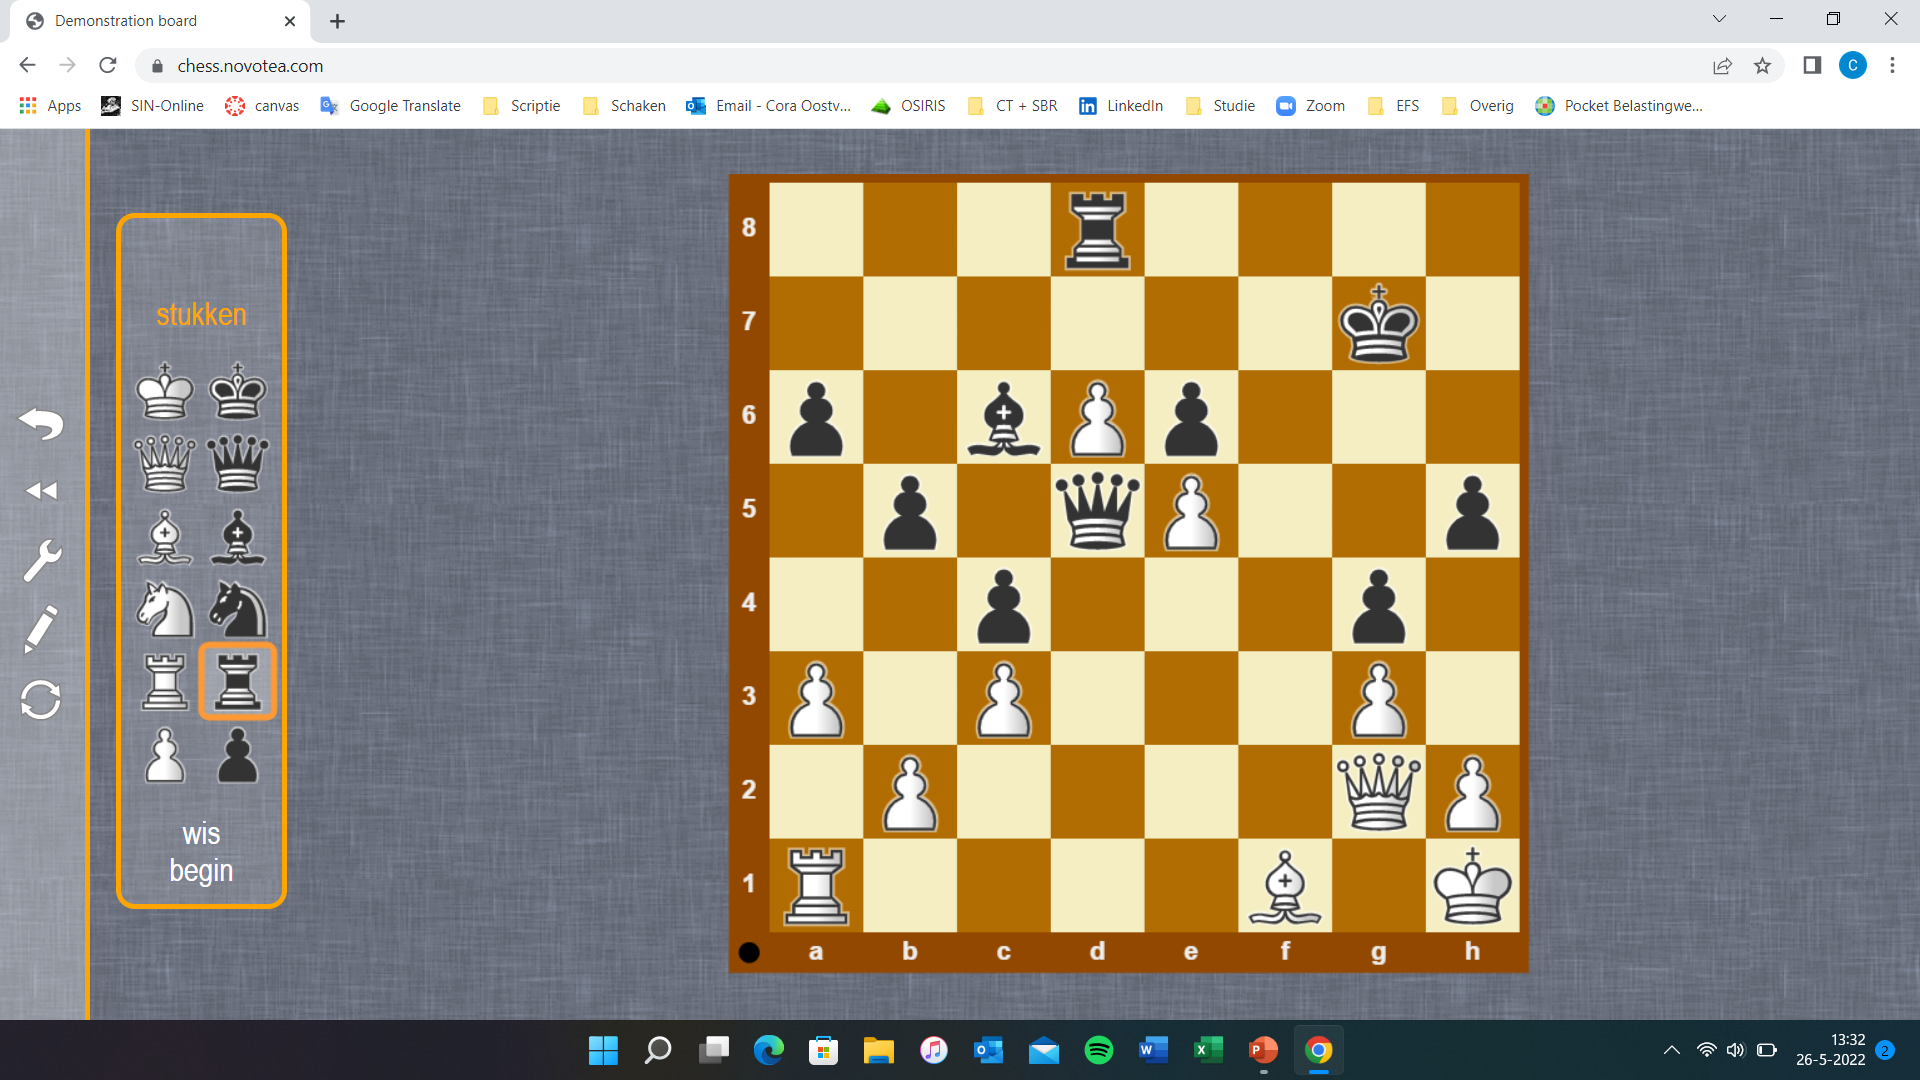 Demonstration board
chess.novotea.com
C
Apps
SIN-Online
canvas
Google Translate
Scriptie
Schaken
Email - Cora Oostv...
OSIRIS
CT + SBR
LinkedIn
Studie
Zoom
EFS
Overig
Pocket Belastingwe...
stukken
wis
begin
8
7
6
5
4
3
2
1
a b c d e f g h
13:32
26-5-2022
2